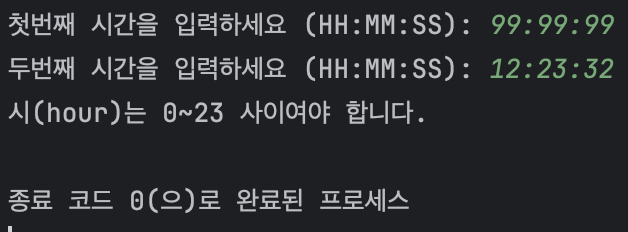 첫번째 시간을 입력하세요 (HH:MM:SS): 99:99:99
두번째 시간을 입력하세요 (HH:MM:SS): 12:23:32
시(hour)는 0~23 사이여야 합니다.
종료 코드 0(으)로 완료된 프로세스